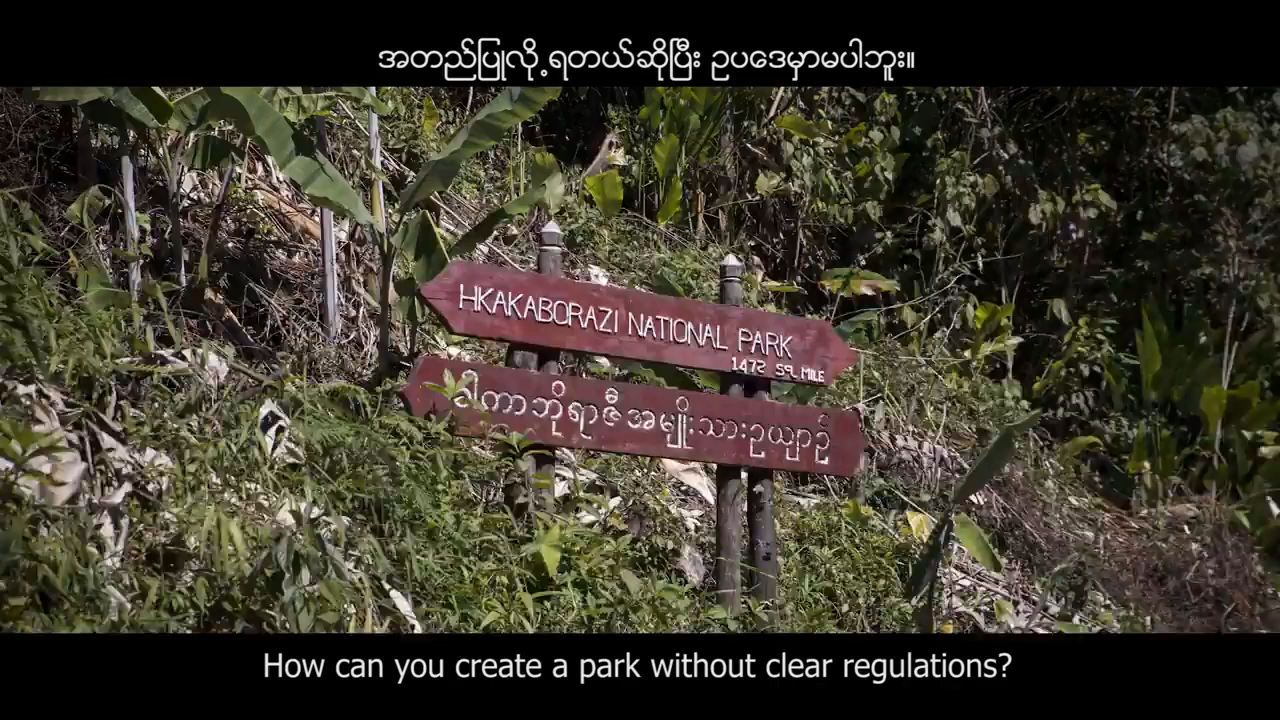 အတည်ပြုလို့ရတယ်ဆိုပြီး ဥပဒေမှာမပါဘူး။
HKAKABORAZI NATIONAL PARK
1472 SQ. MILE
ခါကာဘိုရာဇီအမျိုးသားဥယျာဉ်
How can you create a park without clear regulations?